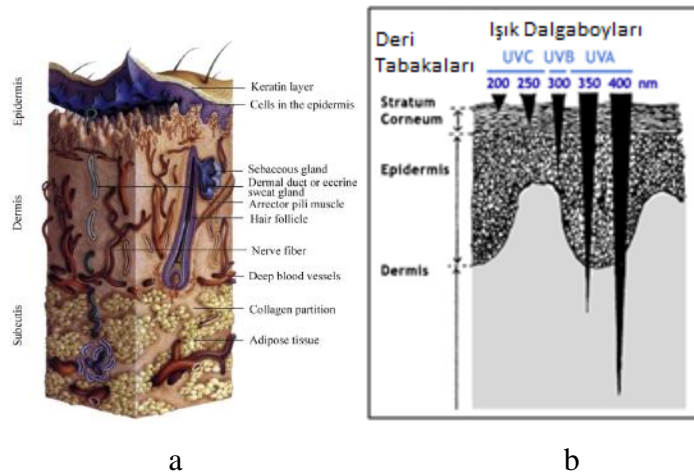 Epidermis
Dermis
Subcutis
Keratin layer
Cells in the epidermis
Sebaceous gland
Dermal duct or eccrine
sweat gland
Arrector pili muscle
Hair follicle
Nerve fiber
Deep blood vessels
Collagen partition
Adipose tissue
a
Deri
Tabakaları
Işık Dalgaboyları
UVC UVB UVA
200 250 300 350 400 nm
Stratum
Corneum
Epidermis
Dermis
b